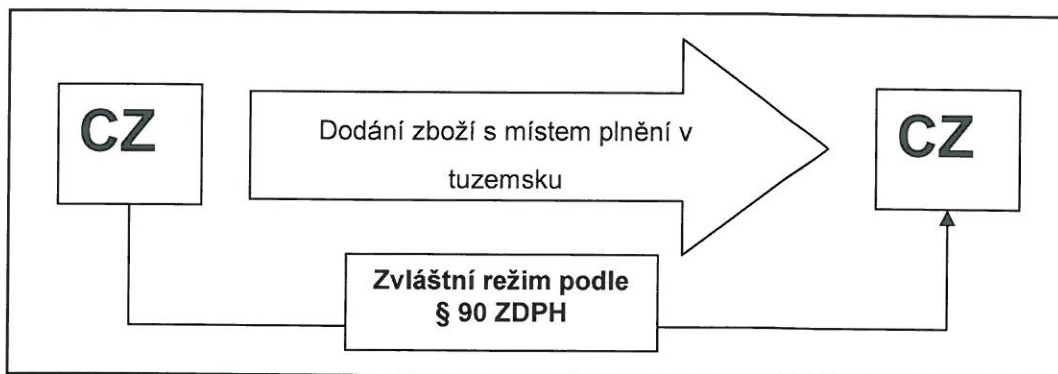 CZ
Dodání zboží s místem plnění v
tuzemsku
CZ
Zvláštní režim podle
§ 90 ZDPH